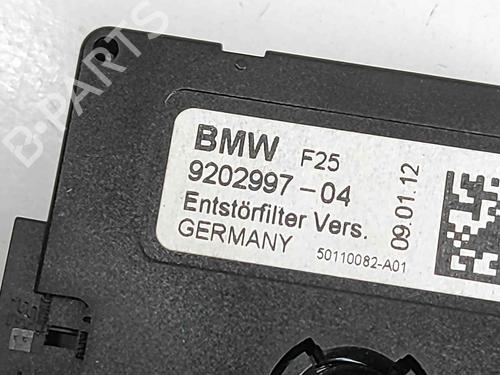 B-PARTS
BMW F25
9202997-04
Entstörfilter Vers.
GERMANY 50110082-A01
09.01.12